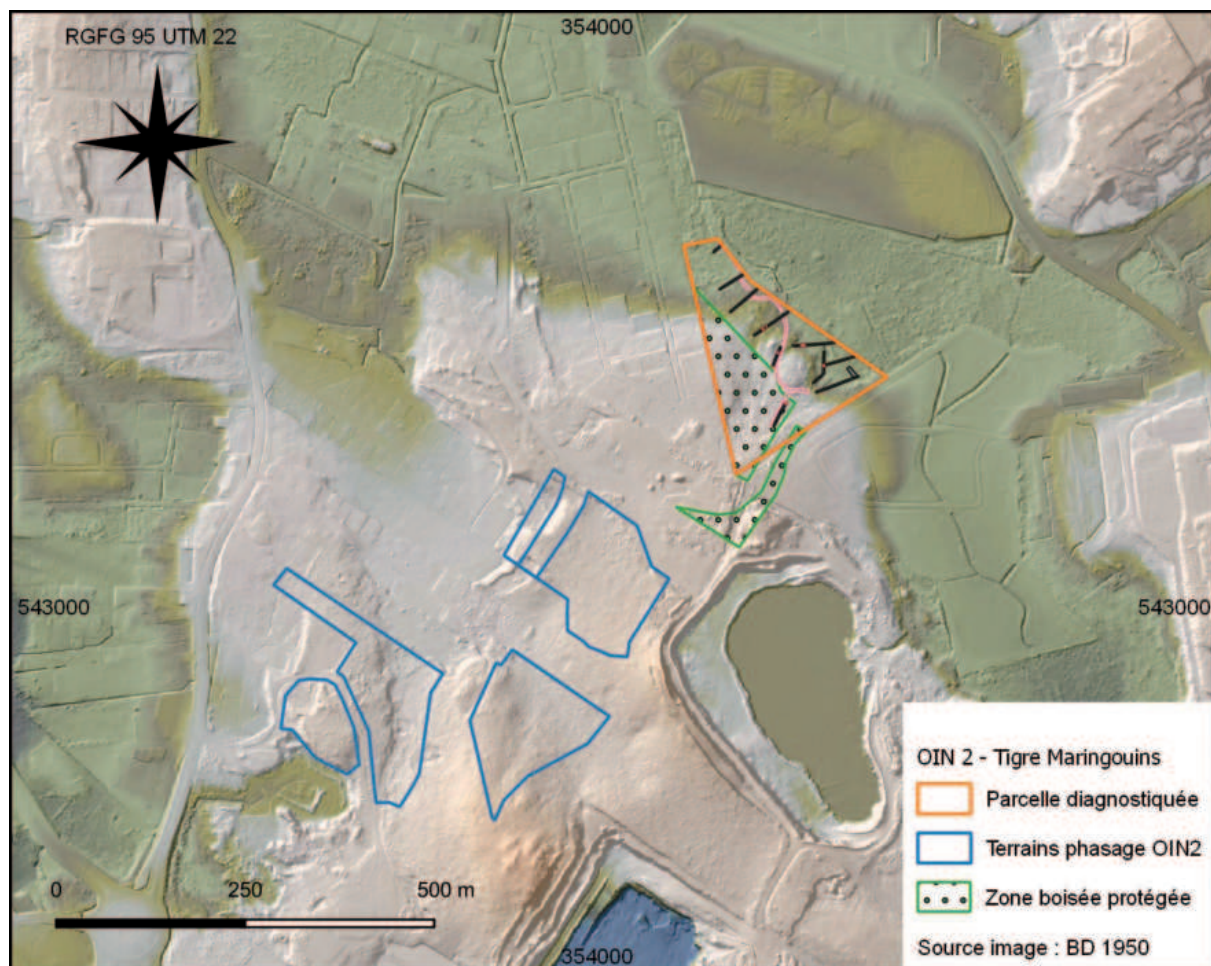 RGFG 95 UTM 22
354000
543000
543000
OIN 2 - Tigre Maringouins
Parcelle diagnostiquée
Terrains phasage OIN2
Zone boisée protégée
Source image : BD 1950
0 250 500 m
354000